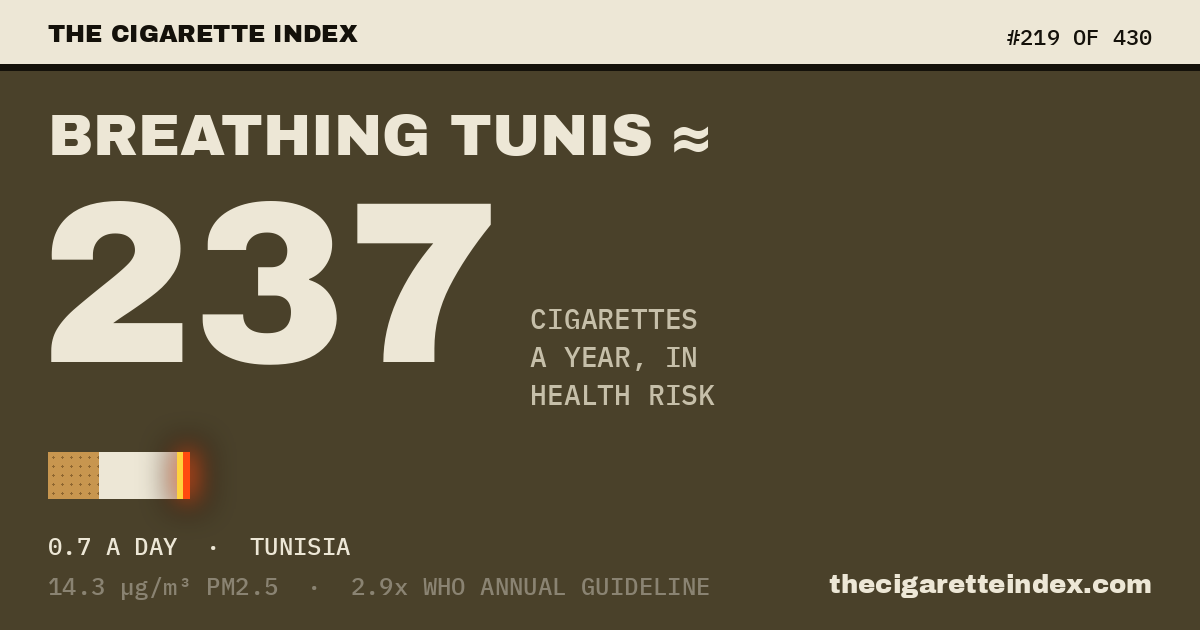 THE CIGARETTE INDEX
#219 OF 430
BREATHING TUNIS ≈
237
CIGARETTES
A YEAR, IN
HEALTH RISK
0.7 A DAY · TUNISIA
14.3 µg/m³ PM2.5 · 2.9x WHO ANNUAL GUIDELINE
thecigaretteindex.com